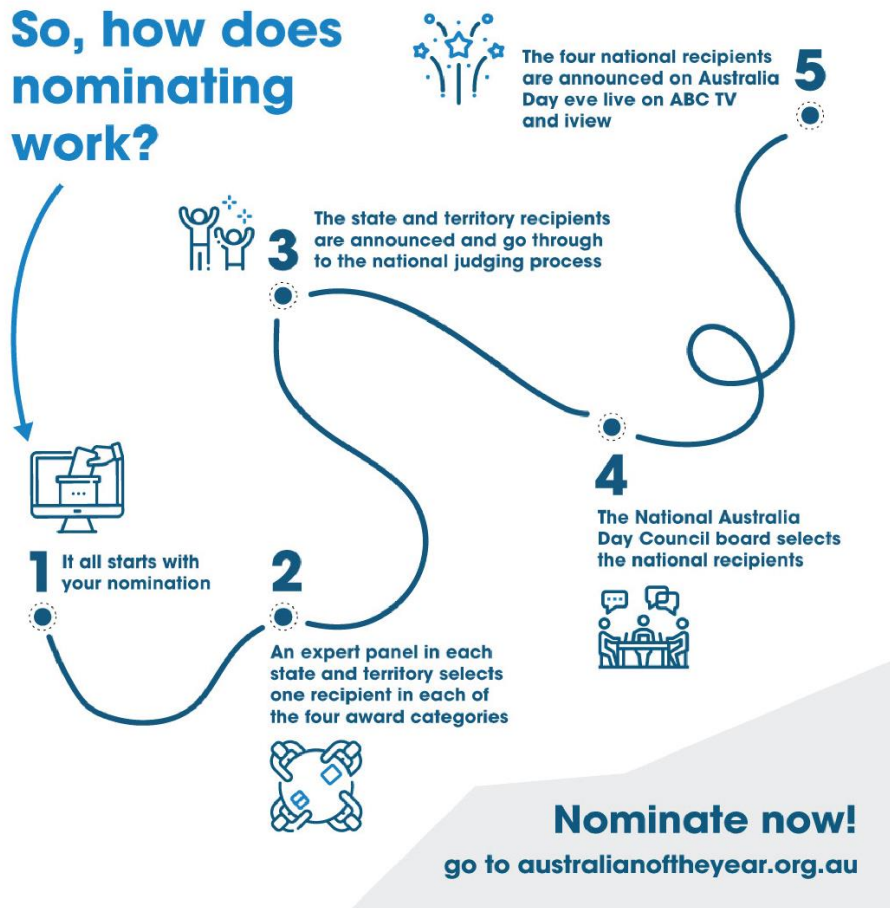 So, how does
nominating
work?
1
It all starts with
your nomination
2
An expert panel in each
state and territory selects
one recipient in each of
the four award categories
3
The state and territory recipients
are announced and go through
to the national judging process
4
The National Australia
Day Council board selects
the national recipients
5
The four national recipients
are announced on Australia
Day eve live on ABC TV
and iview
Nominate now!
go to australianoftheyear.org.au